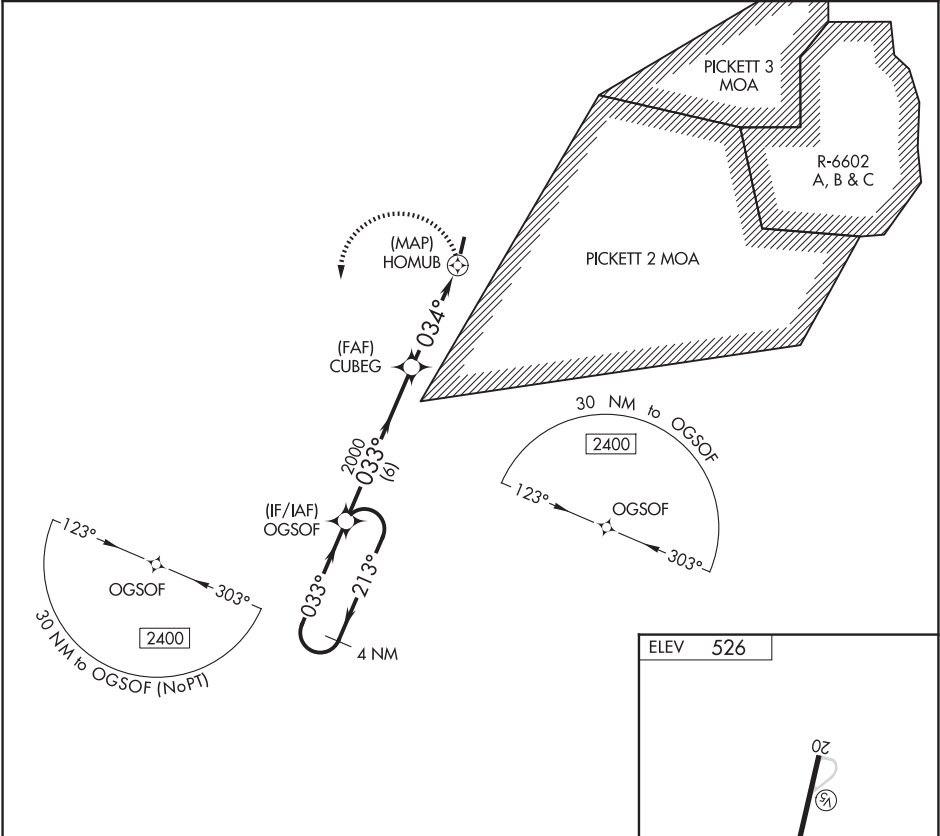 PICKETT 3
MOA
R-6602
A, B & C
PICKETT 2 MOA
(MAP)
HOMUB
034°
(FAF)
CUBEG
30 NM to OGSOF
2400
123°
OGSOF
303°
2000
033°
(6)
(IF/IAF)
OGSOF
033°
213°
4 NM
123°
OGSOF
303°
2400
30 NM to OGSOF (NoPT)
ELEV 526
20
V5